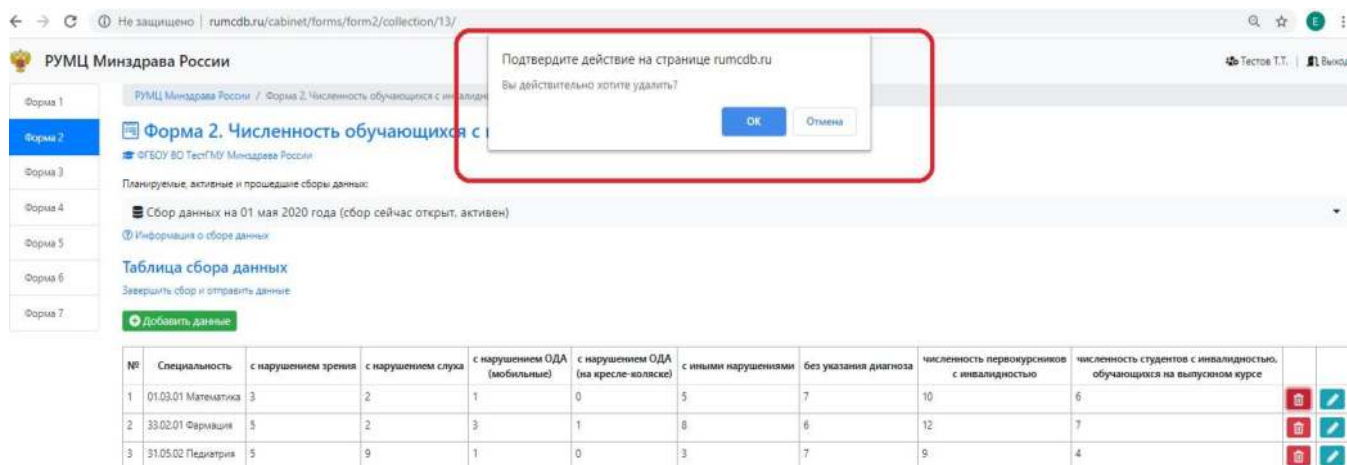 Не защищено | rumcdb.ru/cabinet/forms/form2/collection/13/
E
РУМЦ Минздрава России
Тестов Т.Т. | Выход
Подтвердите действие на странице rumcdb.ru
Вы действительно хотите удалить?
ОК Отмена
Форма 1
Форма 2
Форма 3
Форма 4
Форма 5
Форма 6
Форма 7
РУМЦ Минздрава России / Форма 2. Численность обучающихся с
Форма 2. Численность обучающихся с
ФГБОУ ВО ТестГМУ Минздрава России
Планируемые, активные и прошедшие сборы данных:
Сбор данных на 01 мая 2020 года (сбор сейчас открыт, активен)
Информация о сборе данных
Таблица сбора данных
Завершить сбор и отправить данные
Добавить данные
№ Специальность с нарушением зрения с нарушением слуха с нарушением ОДА (мобильные) с нарушением ОДА (на кресле-коляске) с иными нарушениями без указания диагноза численность первокурсников с инвалидностью численность студентов с инвалидностью, обучающихся на выпускном курсе
1 01.03.01 Математика 3 2 1 0 5 7 10 6
2 33.02.01 Фармация 5 2 3 1 8 6 12 7
3 31.05.02 Педиатрия 5 9 1 0 3 7 9 4